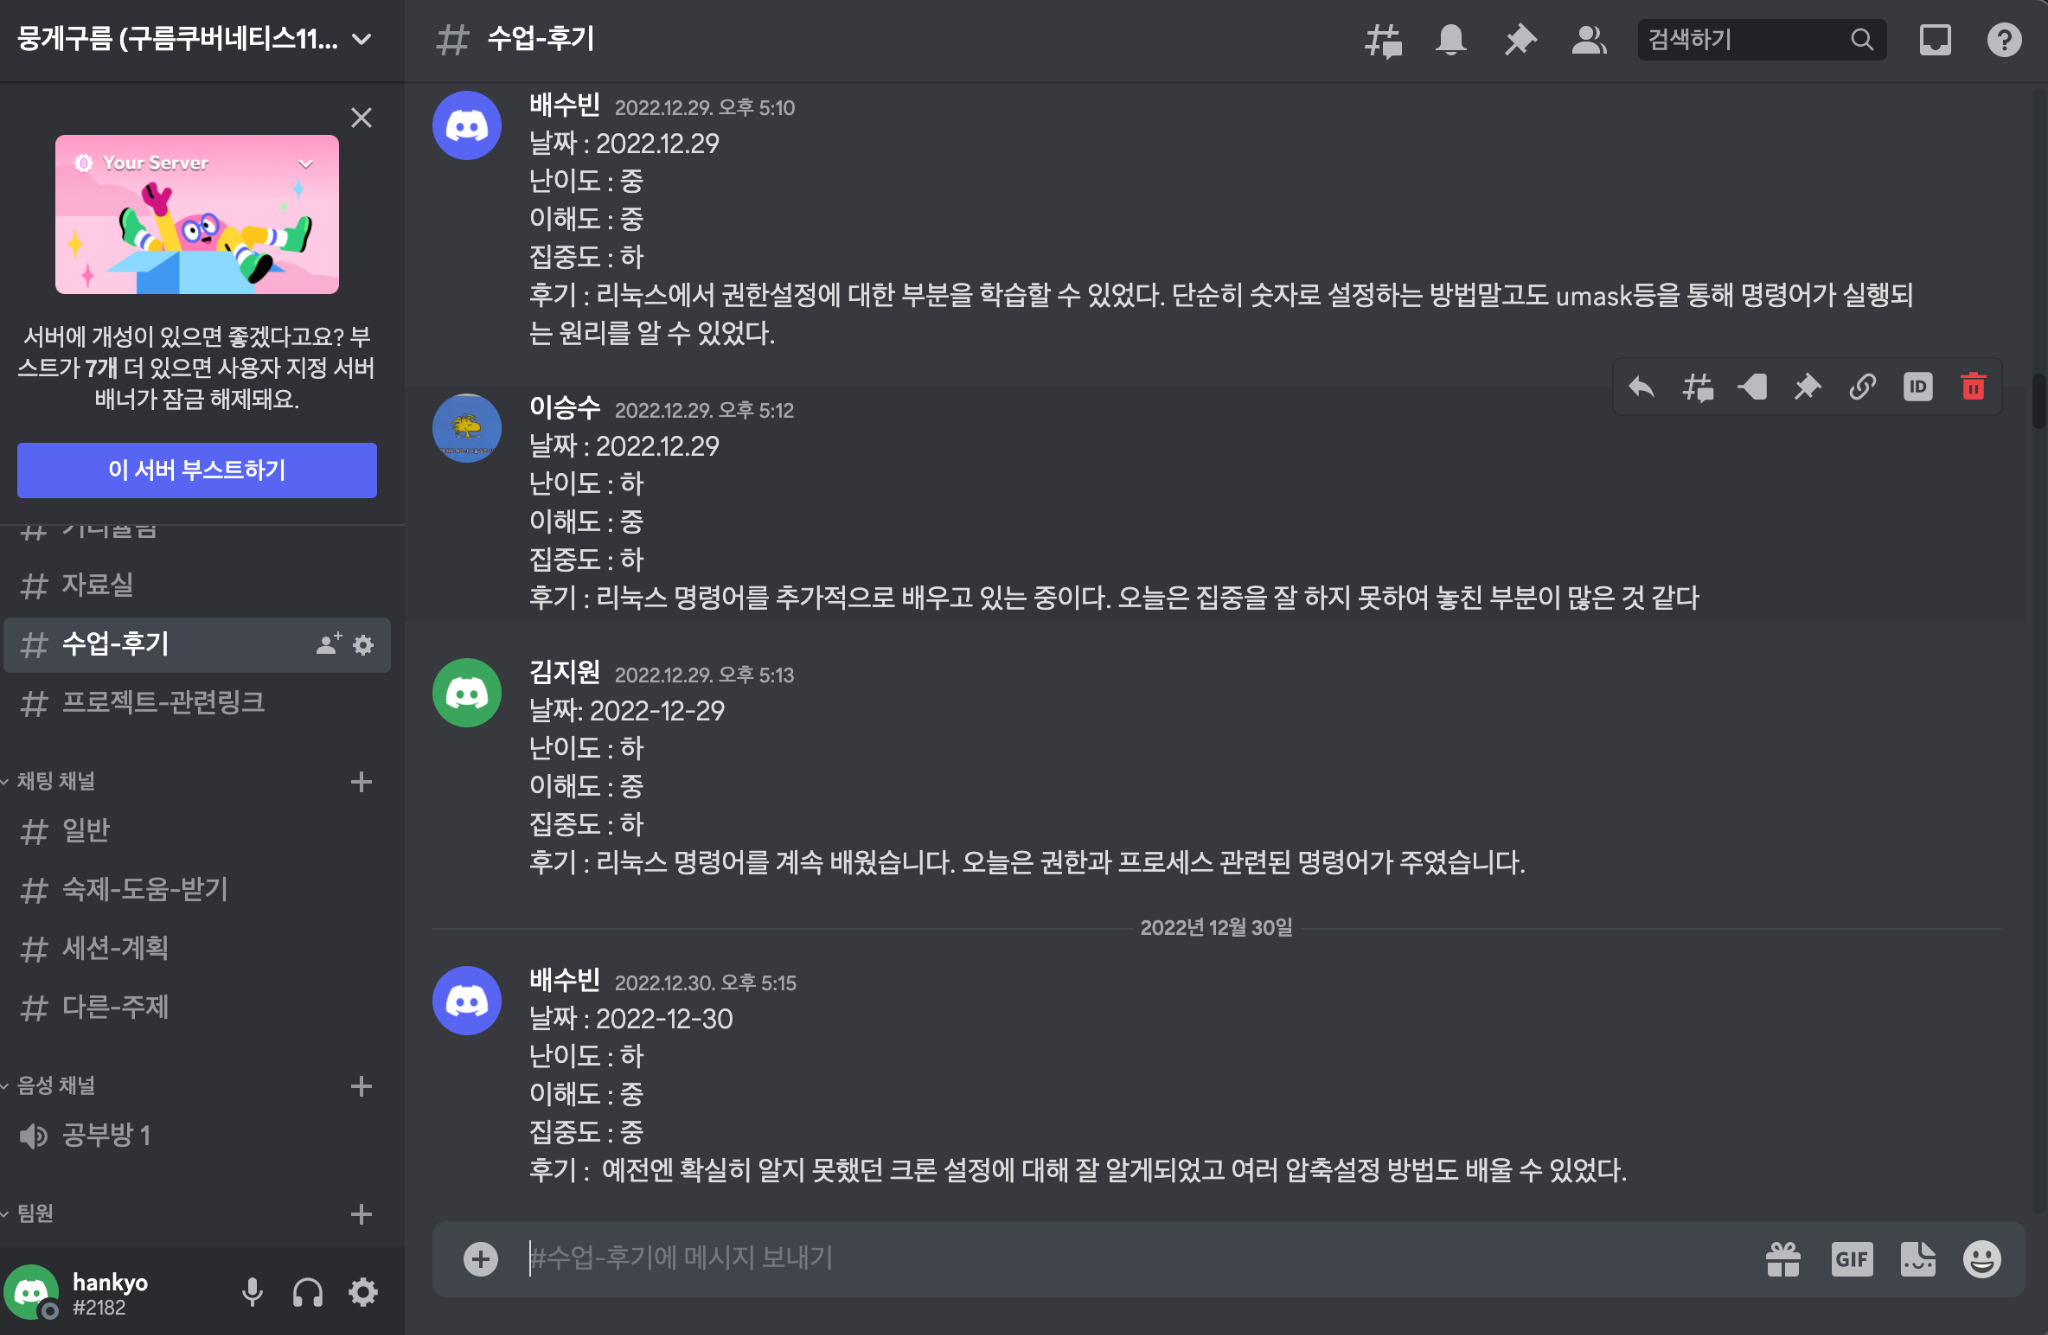 뭉게구름 (구름쿠버네티스11...
Your Server
서버에 개성이 있으면 좋겠다고요? 부
스트가 7개 더 있으면 사용자 지정 서버
배너가 잠금 해제돼요.
이 서버 부스트하기
# 커리큘럼
# 자료실
# 수업-후기
# 프로젝트-관련링크
채팅 채널
# 일반
# 숙제-도움-받기
# 세션-계획
# 다른-주제
음성 채널
공부방 1
팀원
hankyo
#2182
# 수업-후기
검색하기
배수빈 2022.12.29. 오후 5:10
날짜 : 2022.12.29
난이도 : 중
이해도 : 중
집중도 : 하
후기 : 리눅스에서 권한설정에 대한 부분을 학습할 수 있었다. 단순히 숫자로 설정하는 방법말고도 umask등을 통해 명령어가 실행되
는 원리를 알 수 있었다.
ID
이승수 2022.12.29. 오후 5:12
날짜 : 2022.12.29
난이도 : 하
이해도 : 중
집중도 : 하
후기 : 리눅스 명령어를 추가적으로 배우고 있는 중이다. 오늘은 집중을 잘 하지 못하여 놓친 부분이 많은 것 같다
김지원 2022.12.29. 오후 5:13
날짜: 2022-12-29
난이도 : 하
이해도 : 중
집중도 : 하
후기 : 리눅스 명령어를 계속 배웠습니다. 오늘은 권한과 프로세스 관련된 명령어가 주였습니다.
2022년 12월 30일
배수빈 2022.12.30. 오후 5:15
날짜 : 2022-12-30
난이도 : 하
이해도 : 중
집중도 : 중
후기 :  예전엔 확실히 알지 못했던 크론 설정에 대해 잘 알게되었고 여러 압축설정 방법도 배울 수 있었다.
#수업-후기에 메시지 보내기
GIF